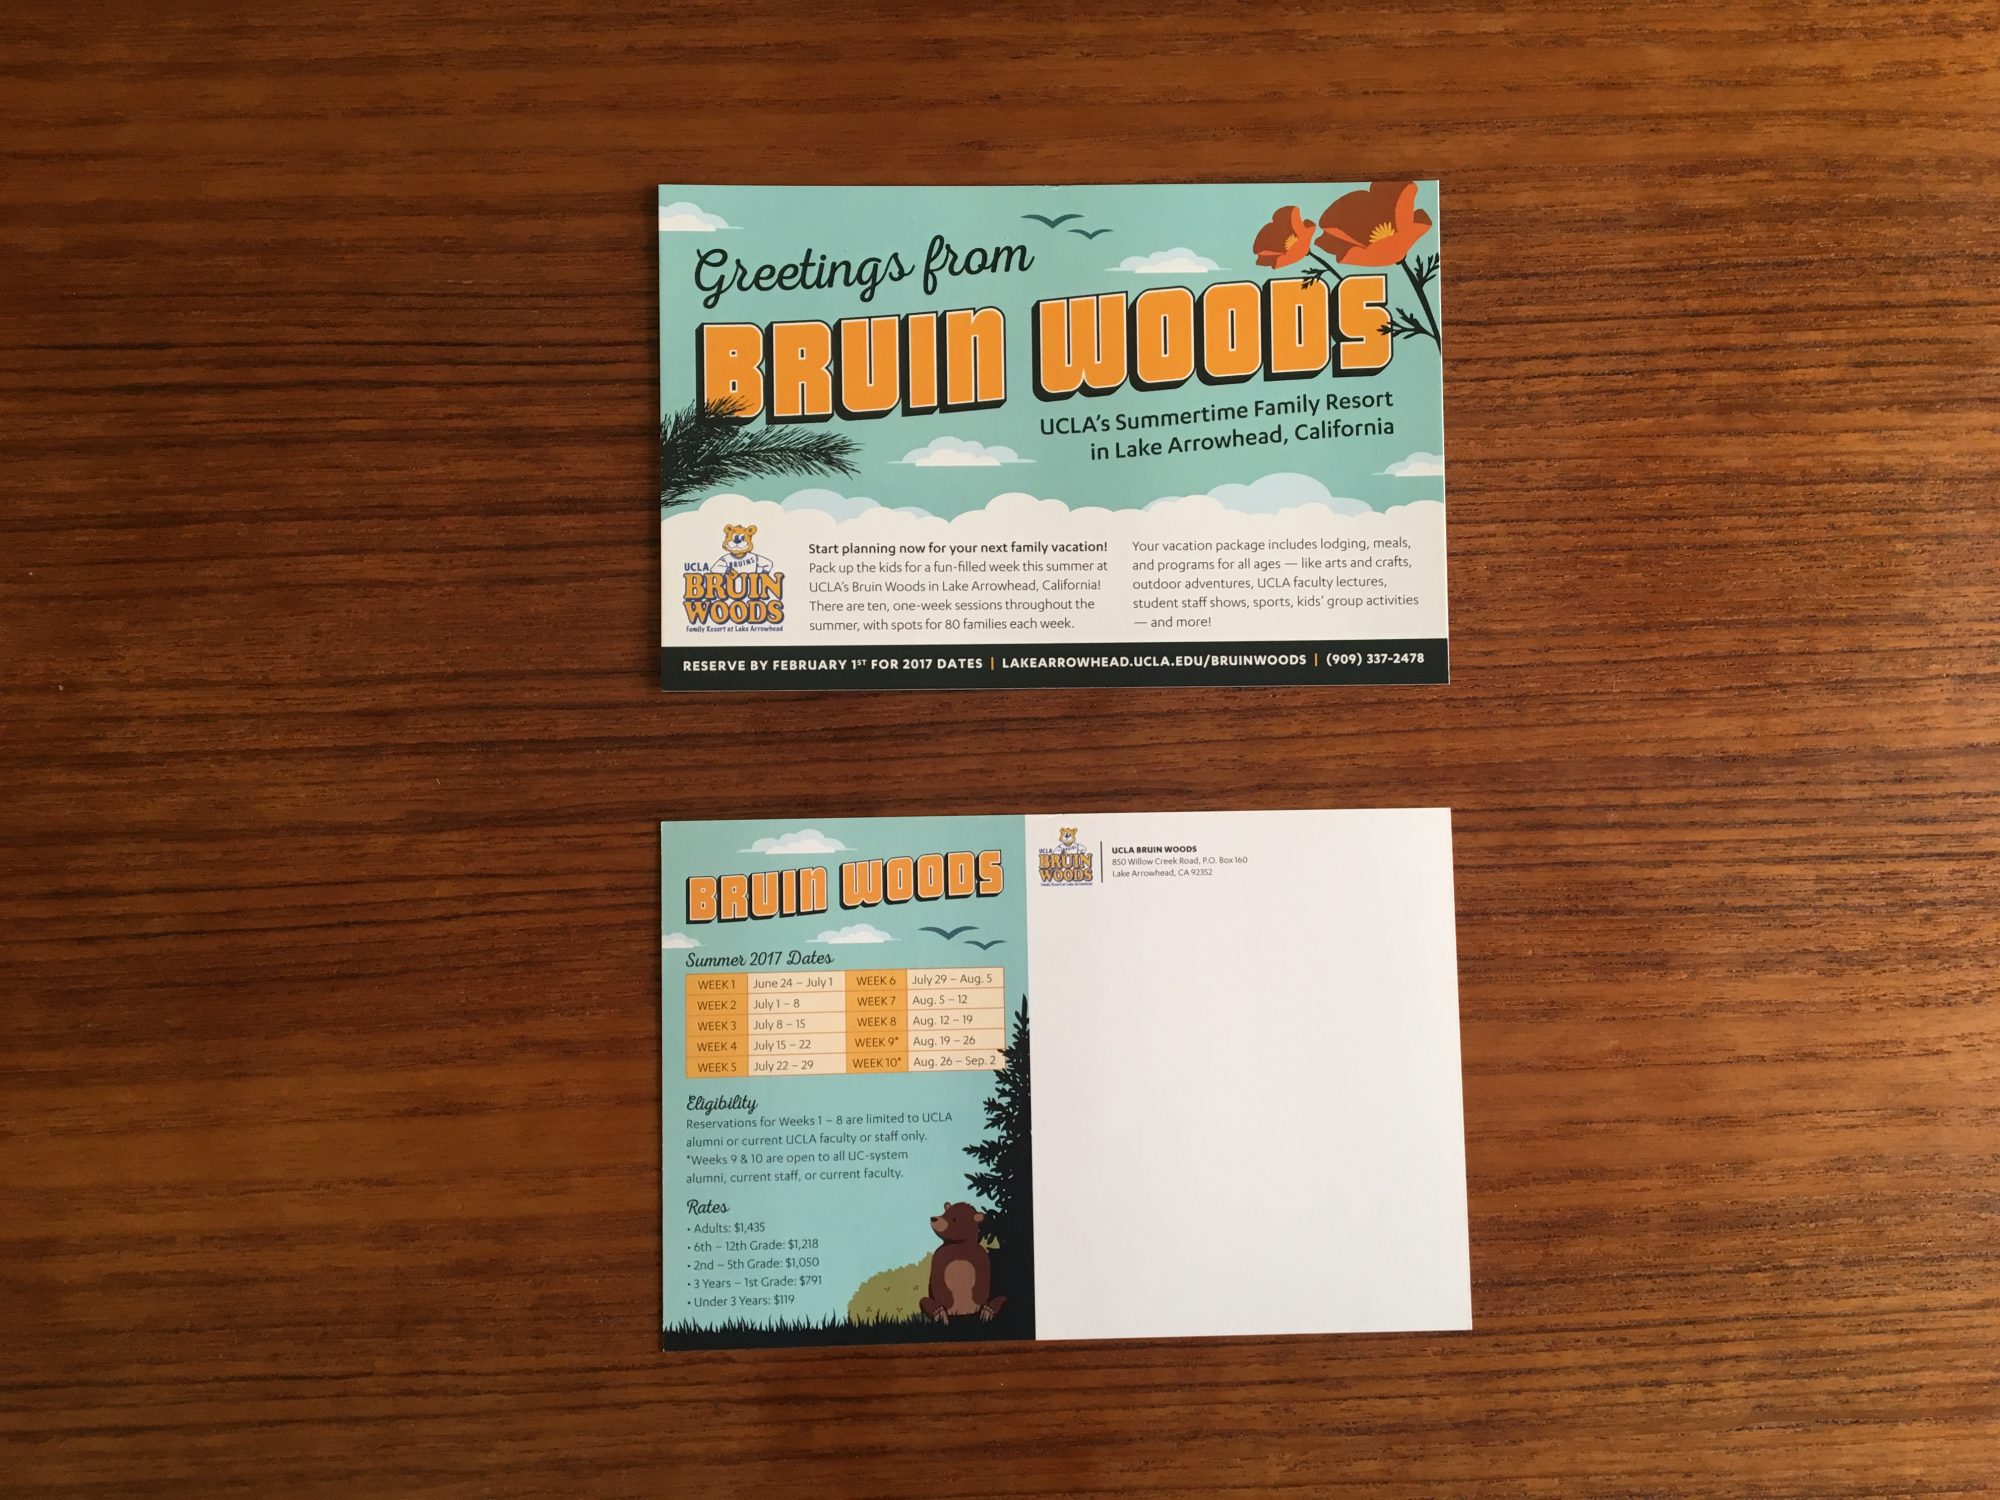 Greetings from
BRUIN WOODS
UCLA's Summertime Family Resort
in Lake Arrowhead, California
BRUINS
UCLA
BRUIN
WOODS
Family Resort at Lake Arrowhead
Start planning now for your next family vacation!
Pack up the kids for a fun-filled week this summer at
UCLA's Bruin Woods in Lake Arrowhead, California!
There are ten, one-week sessions throughout the
summer, with spots for 80 families each week.
Your vacation package includes lodging, meals,
and programs for all ages — like arts and crafts,
outdoor adventures, UCLA faculty lectures,
student staff shows, sports, kids' group activities
— and more!
RESERVE BY FEBRUARY 1ST FOR 2017 DATES | LAKEARROWHEAD.UCLA.EDU/BRUINWOODS | (909) 337-2478
BRUIN WOODS
Summer 2017 Dates
WEEK 1 June 24 – July 1 WEEK 6 July 29 – Aug. 5
WEEK 2 July 1 – 8 WEEK 7 Aug. 5 – 12
WEEK 3 July 8 – 15 WEEK 8 Aug. 12 – 19
WEEK 4 July 15 – 22 WEEK 9* Aug. 19 – 26
WEEK 5 July 22 – 29 WEEK 10* Aug. 26 – Sep. 2
Eligibility
Reservations for Weeks 1 – 8 are limited to UCLA
alumni or current UCLA faculty or staff only.
*Weeks 9 & 10 are open to all UC-system
alumni, current staff, or current faculty.
Rates
• Adults: $1,435
• 6th – 12th Grade: $1,218
• 2nd – 5th Grade: $1,050
• 3 Years – 1st Grade: $791
• Under 3 Years: $119
UCLA
BRUIN
WOODS
Family Resort at Lake Arrowhead
UCLA BRUIN WOODS
850 Willow Creek Road, P.O. Box 160
Lake Arrowhead, CA 92352